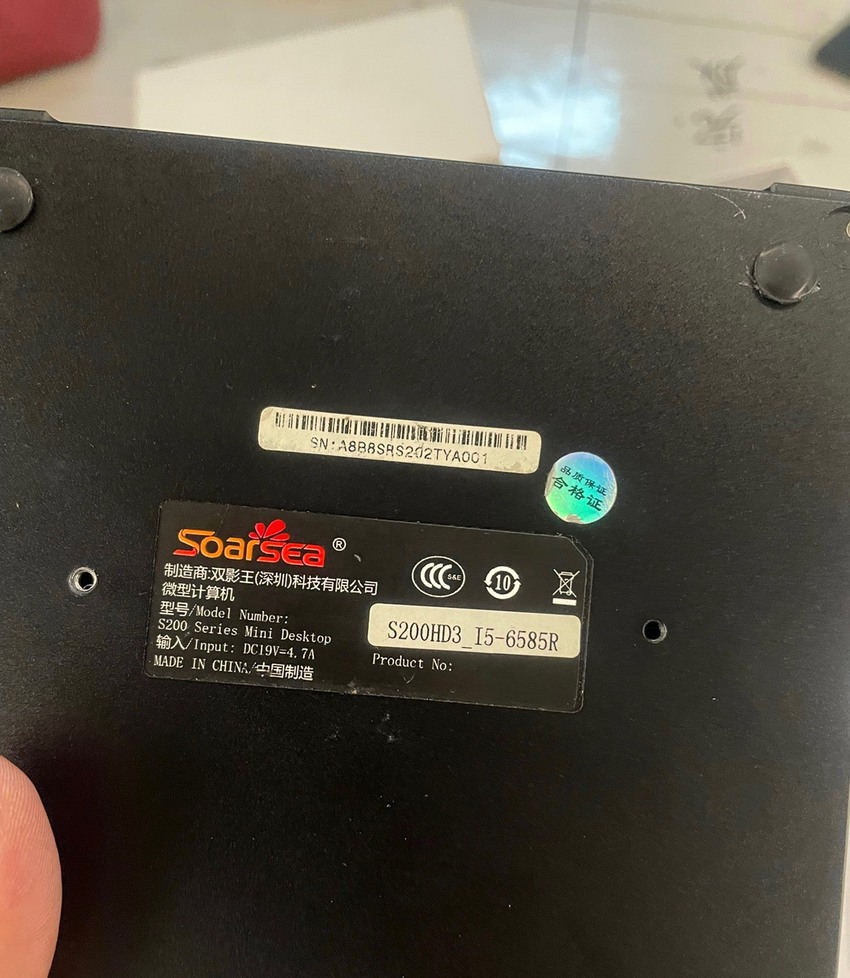 SN:A8B8SRS202TYA001
品质保证
合格证
Soarsea®
制造商:双影王(深圳)科技有限公司
微型计算机
型号/Model Number:
S200 Series Mini Desktop
输入/Input: DC19V=4.7A
MADE IN CHINA/中国制造
CCC S&E
10
S200HD3_I5-6585R
Product No: